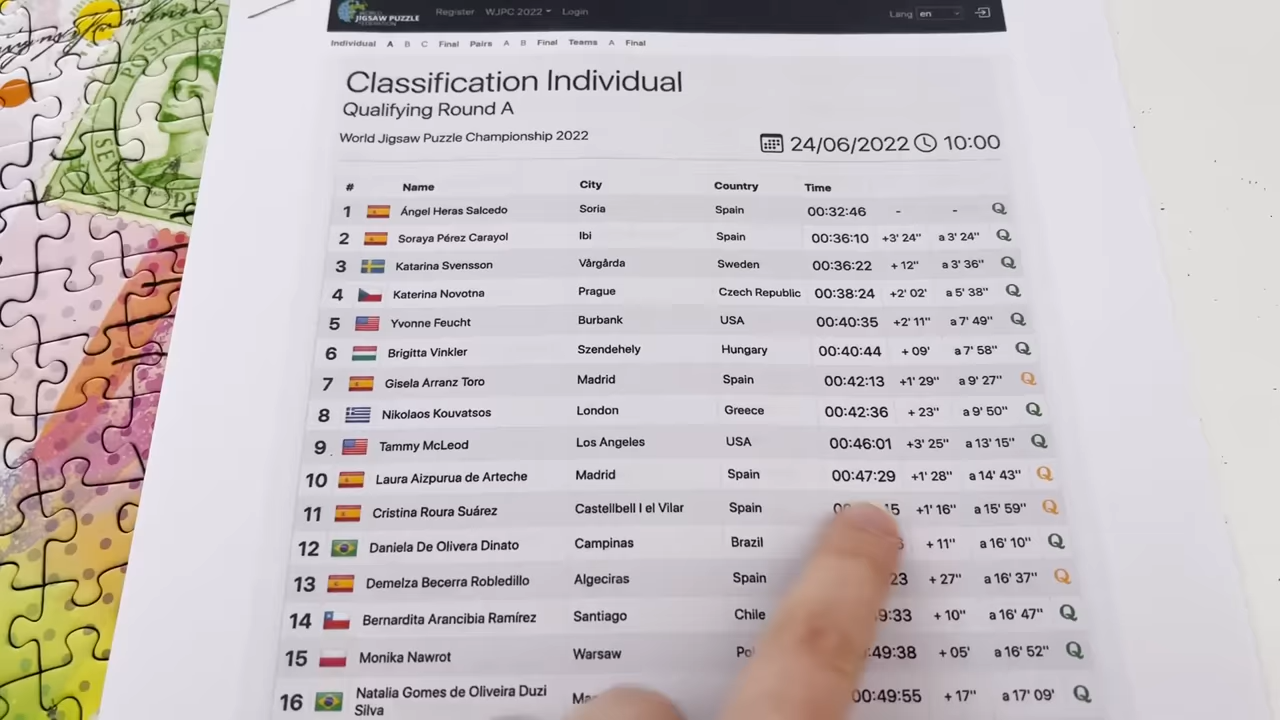 JIGSAW PUZZLE Register WJPC 2022 Login Lang en
Individual A B C Final Pairs A B Final Teams A Final
Classification Individual
Qualifying Round A
World Jigsaw Puzzle Championship 2022 24/06/2022 10:00
# Name City Country Time
1 Ángel Heras Salcedo Soria Spain 00:32:46 - - Q
2 Soraya Pérez Carayol Ibi Spain 00:36:10 +3' 24" a 3' 24" Q
3 Katarina Svensson Vårgårda Sweden 00:36:22 + 12" a 3' 36" Q
4 Katerina Novotna Prague Czech Republic 00:38:24 +2' 02' a 5' 38" Q
5 Yvonne Feucht Burbank USA 00:40:35 +2' 11" a 7' 49" Q
6 Brigitta Vinkler Szendehely Hungary 00:40:44 + 09' a 7' 58" Q
7 Gisela Arranz Toro Madrid Spain 00:42:13 +1' 29" a 9' 27" Q
8 Nikolaos Kouvatsos London Greece 00:42:36 + 23" a 9' 50" Q
9 Tammy McLeod Los Angeles USA 00:46:01 +3' 25" a 13' 15" Q
10 Laura Aizpurua de Arteche Madrid Spain 00:47:29 +1' 28" a 14' 43" Q
11 Cristina Roura Suárez Castellbell I el Vilar Spain +1' 16" a 15' 59" Q
12 Daniela De Olivera Dinato Campinas Brazil + 11" a 16' 10" Q
13 Demelza Becerra Robledillo Algeciras Spain + 27" a 16' 37" Q
14 Bernardita Arancibia Ramírez Santiago Chile + 10" a 16' 47" Q
15 Monika Nawrot Warsaw + 05' a 16' 52" Q
16 Natalia Gomes de Oliveira Duzi Silva 00:49:55 + 17" a 17' 09' Q